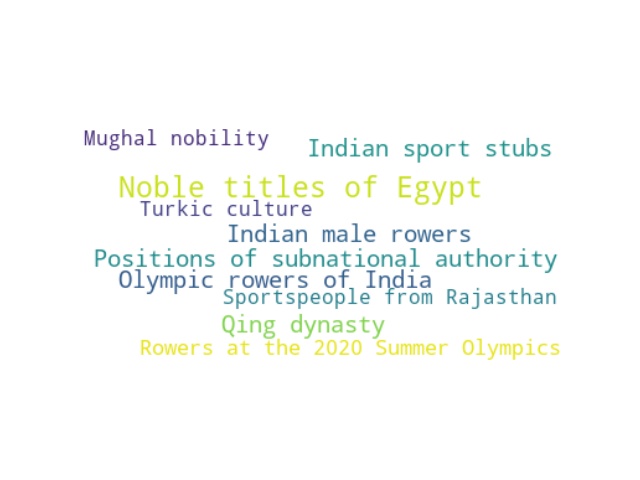 Mughal nobility
Indian sport stubs
Noble titles of Egypt
Turkic culture
Indian male rowers
Positions of subnational authority
Olympic rowers of India
Sportspeople from Rajasthan
Qing dynasty
Rowers at the 2020 Summer Olympics